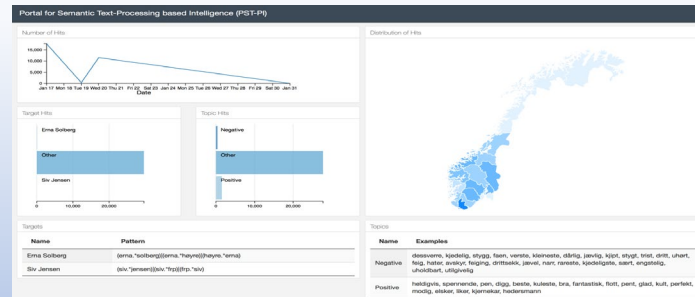 Portal for Semantic Text-Processing based Intelligence (PST-PI)
Number of Hits
15,000
10,000
5,000
0
Jan 17 Mon 18 Tue 19 Wed 20 Thu 21 Fri 22 Sat 23 Jan 24 Mon 25 Tue 26 Wed 27 Thu 28 Fri 29 Sat 30 Jan 31
Date
Distribution of Hits
Target Hits
Erna Solberg
Other
Siv Jensen
0 10,000 20,000
Topic Hits
Negative
Other
Positive
0 10,000 20,000
Targets
Name Pattern
Erna Solberg (erna.*solberg)|(erna.*høyre)|(høyre.*erna)
Siv Jensen (siv.*jensen)|(siv.*frp)|(frp.*siv)
Topics
Name Examples
Negative dessverre, kjedelig, stygg, faen, verste, kleineste, dårlig, jævlig, kjipt, stygt, trist, dritt, uhørt,
feig, hater, avskyr, feiging, drittsekk, jævel, narr, rareste, kjedeligste, sært, engstelig,
uholdbart, utilgivelig
Positive heldigvis, spennende, pen, digg, beste, kuleste, bra, fantastisk, flott, pent, glad, kult, perfekt,
modig, elsker, liker, kjernekar, hedersmann